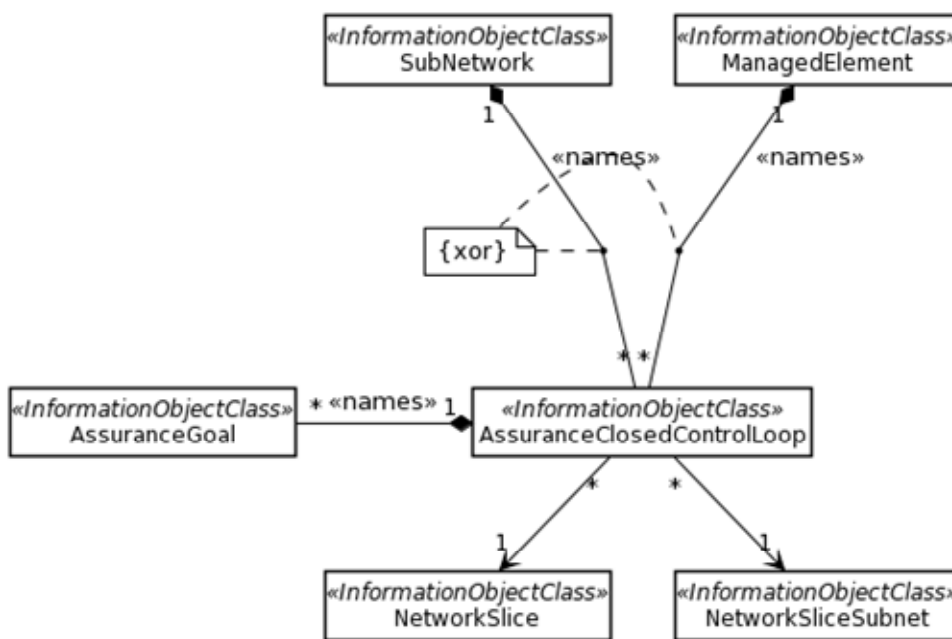 «InformationObjectClass»
SubNetwork
«InformationObjectClass»
ManagedElement
1
1
«names»
«names»
{xor}
*
*
«InformationObjectClass»
AssuranceGoal
* «names» 1
«InformationObjectClass»
AssuranceClosedControlLoop
*
*
1
1
«InformationObjectClass»
NetworkSlice
«InformationObjectClass»
NetworkSliceSubnet